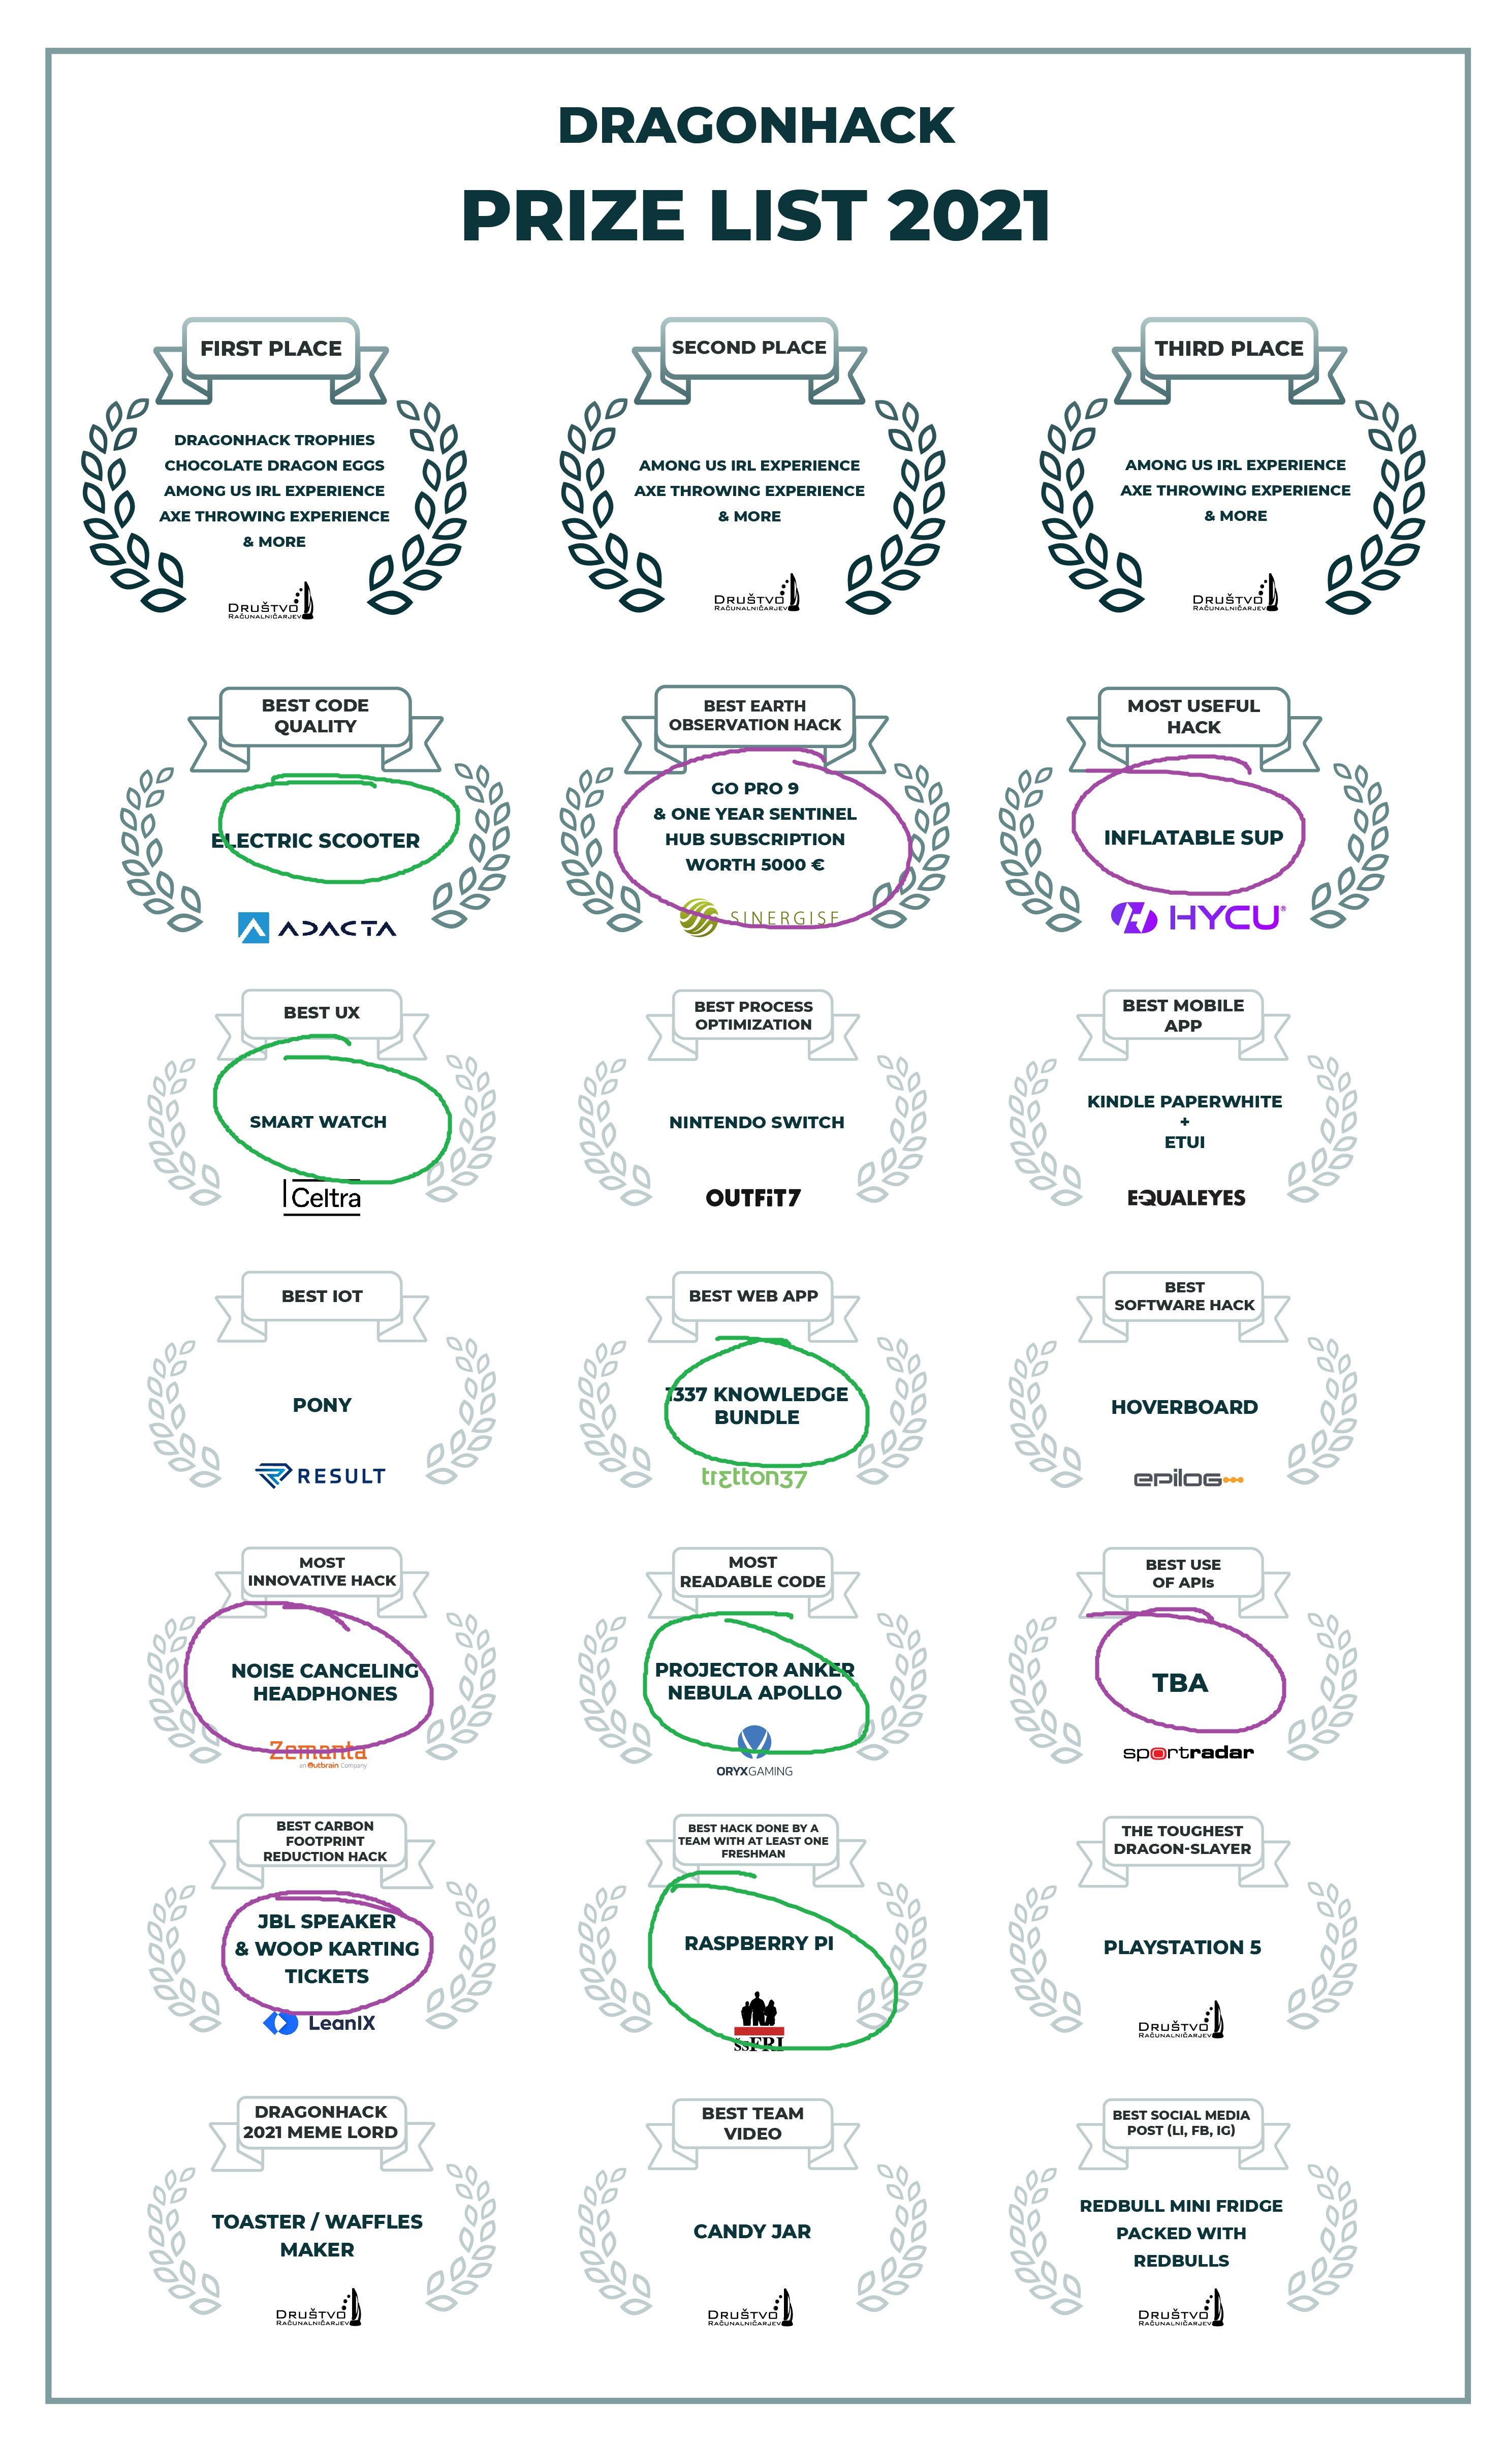 DRAGONHACK
PRIZE LIST 2021
FIRST PLACE
DRAGONHACK TROPHIES
CHOCOLATE DRAGON EGGS
AMONG US IRL EXPERIENCE
AXE THROWING EXPERIENCE
& MORE
DRUŠTVO
RAČUNALNIČARJEV
SECOND PLACE
AMONG US IRL EXPERIENCE
AXE THROWING EXPERIENCE
& MORE
DRUŠTVO
RAČUNALNIČARJEV
THIRD PLACE
AMONG US IRL EXPERIENCE
AXE THROWING EXPERIENCE
& MORE
DRUŠTVO
RAČUNALNIČARJEV
BEST CODE
QUALITY
ELECTRIC SCOOTER
ADACTA
BEST EARTH
OBSERVATION HACK
GO PRO 9
& ONE YEAR SENTINEL
HUB SUBSCRIPTION
WORTH 5000 €
SINERGISE
MOST USEFUL
HACK
INFLATABLE SUP
HYCU®
BEST UX
SMART WATCH
Celtra
BEST PROCESS
OPTIMIZATION
NINTENDO SWITCH
OUTFiT7
BEST MOBILE
APP
KINDLE PAPERWHITE
+
ETUI
EQUALEYES
BEST IOT
PONY
RESULT
BEST WEB APP
1337 KNOWLEDGE
BUNDLE
tretton37
BEST
SOFTWARE HACK
HOVERBOARD
epilog
MOST
INNOVATIVE HACK
NOISE CANCELING
HEADPHONES
Zemanta
an Outbrain Company
MOST
READABLE CODE
PROJECTOR ANKER
NEBULA APOLLO
ORYXGAMING
BEST USE
OF APIs
TBA
sportradar
BEST CARBON
FOOTPRINT
REDUCTION HACK
JBL SPEAKER
& WOOP KARTING
TICKETS
LeanIX
BEST HACK DONE BY A
TEAM WITH AT LEAST ONE
FRESHMAN
RASPBERRY PI
ŠSFRI
THE TOUGHEST
DRAGON-SLAYER
PLAYSTATION 5
DRUŠTVO
RAČUNALNIČARJEV
DRAGONHACK
2021 MEME LORD
TOASTER / WAFFLES
MAKER
DRUŠTVO
RAČUNALNIČARJEV
BEST TEAM
VIDEO
CANDY JAR
DRUŠTVO
RAČUNALNIČARJEV
BEST SOCIAL MEDIA
POST (LI, FB, IG)
REDBULL MINI FRIDGE
PACKED WITH
REDBULLS
DRUŠTVO
RAČUNALNIČARJEV